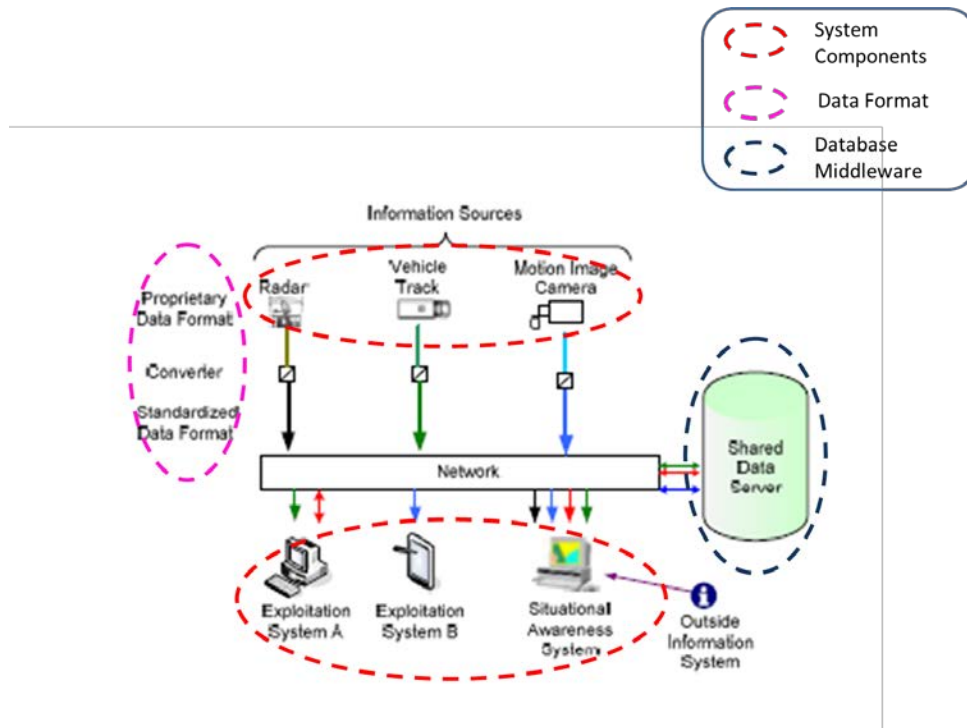 System
Components
Data Format
Database
Middleware
Information Sources
Radar
Vehicle
Track
Motion Image
Camera
Proprietary
Data Format
Converter
Standardized
Data Format
Network
Shared
Data
Server
Exploitation
System A
Exploitation
System B
Situational
Awareness
System
Outside
Information
System